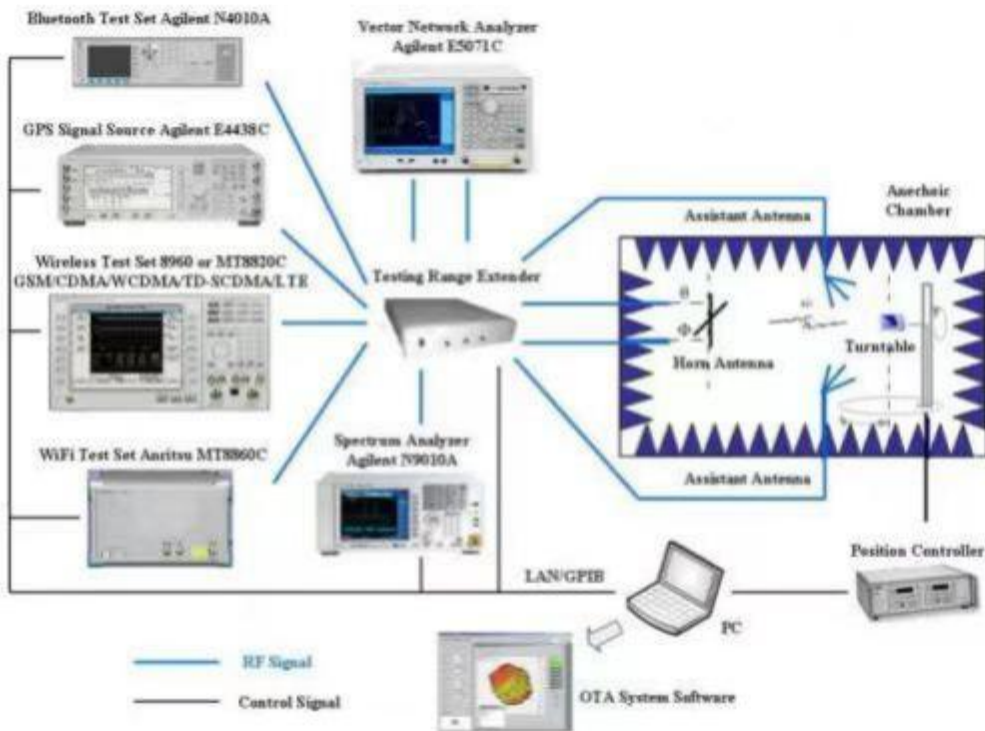 Bluetooth Test Set Agilent N4010A
Vector Network Analyzer
Agilent E5071C
GPS Signal Source Agilent E4438C
Assistant Antenna
Anechoic
Chamber
Wireless Test Set 8960 or MT8820C
GSM/CDMA/WCDMA/TD-SCDMA/LTE
Testing Range Extender
θ
Φ
Horn Antenna
Turntable
WiFi Test Set Anritsu MT8860C
Spectrum Analyzer
Agilent N9010A
Assistant Antenna
Position Controller
LAN/GPIB
PC
RF Signal
Control Signal
OTA System Software